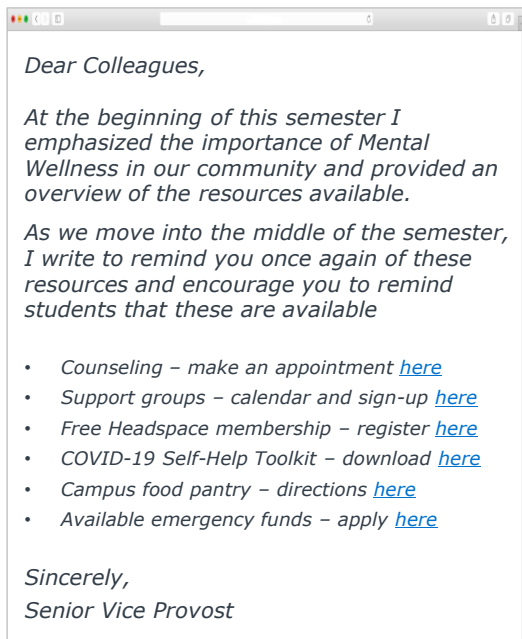 Dear Colleagues,
At the beginning of this semester I
emphasized the importance of Mental
Wellness in our community and provided an
overview of the resources available.
As we move into the middle of the semester,
I write to remind you once again of these
resources and encourage you to remind
students that these are available
• Counseling – make an appointment here
• Support groups – calendar and sign-up here
• Free Headspace membership – register here
• COVID-19 Self-Help Toolkit – download here
• Campus food pantry – directions here
• Available emergency funds – apply here
Sincerely,
Senior Vice Provost